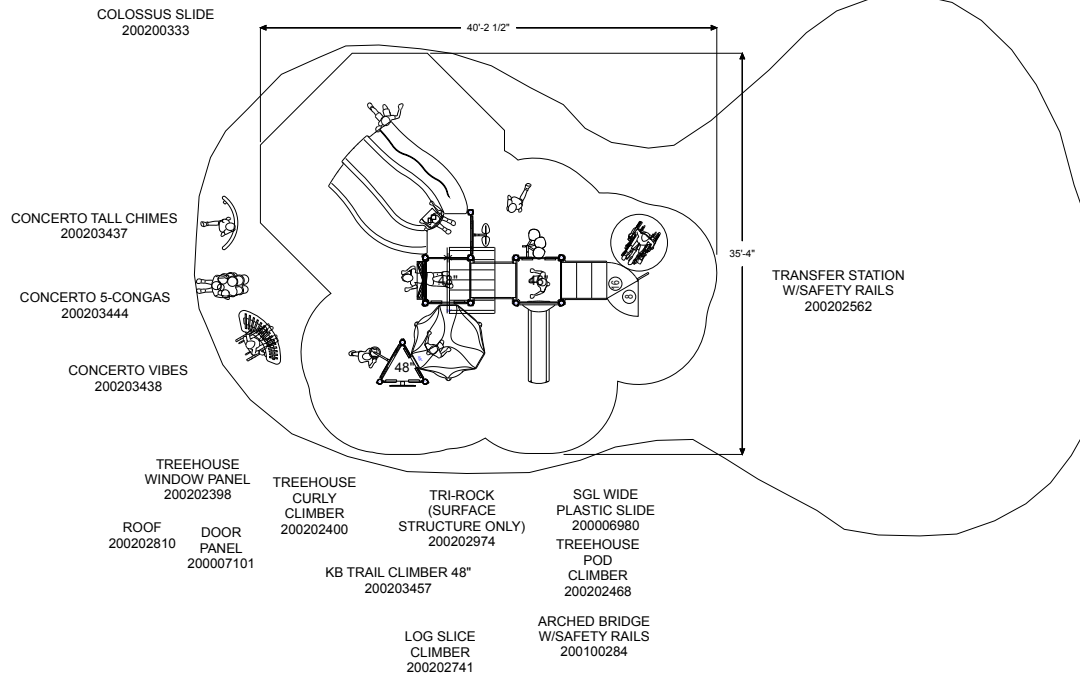 COLOSSUS SLIDE
200200333
40'-2 1/2"
35'-4"
CONCERTO TALL CHIMES
200203437
CONCERTO 5-CONGAS
200203444
CONCERTO VIBES
200203438
TRANSFER STATION
W/SAFETY RAILS
200202562
16
8
48"
TREEHOUSE
WINDOW PANEL
200202398
ROOF
200202810
DOOR
PANEL
200007101
TREEHOUSE
CURLY
CLIMBER
200202400
TRI-ROCK
(SURFACE
STRUCTURE ONLY)
200202974
KB TRAIL CLIMBER 48"
200203457
LOG SLICE
CLIMBER
200202741
SGL WIDE
PLASTIC SLIDE
200006980
TREEHOUSE
POD
CLIMBER
200202468
ARCHED BRIDGE
W/SAFETY RAILS
200100284